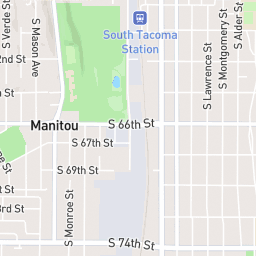 S Verde St
S Mason Ave
South Tacoma
Station
S Lawrence St
S Montgomery St
S Alder St
2nd St
Manitou
S 66th St
S 67th St
S 69th St
S Monroe St
3rd St
S 74th St